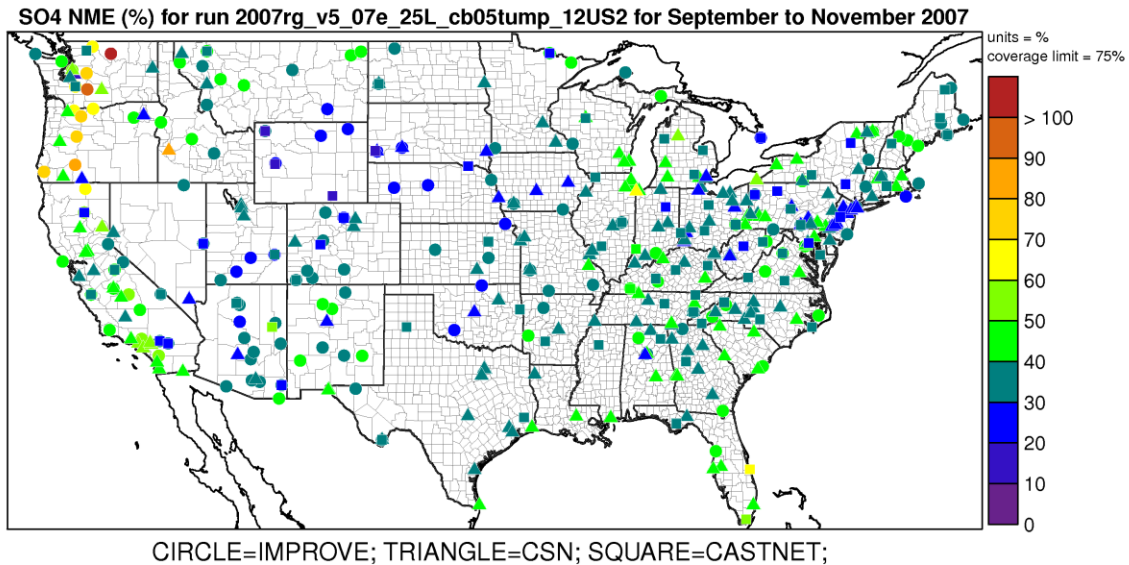 SO4 NME (%) for run 2007rg_v5_07e_25L_cb05tump_12US2 for September to November 2007
units = %
coverage limit = 75%
> 100
90
80
70
60
50
40
30
20
10
0
CIRCLE=IMPROVE; TRIANGLE=CSN; SQUARE=CASTNET;